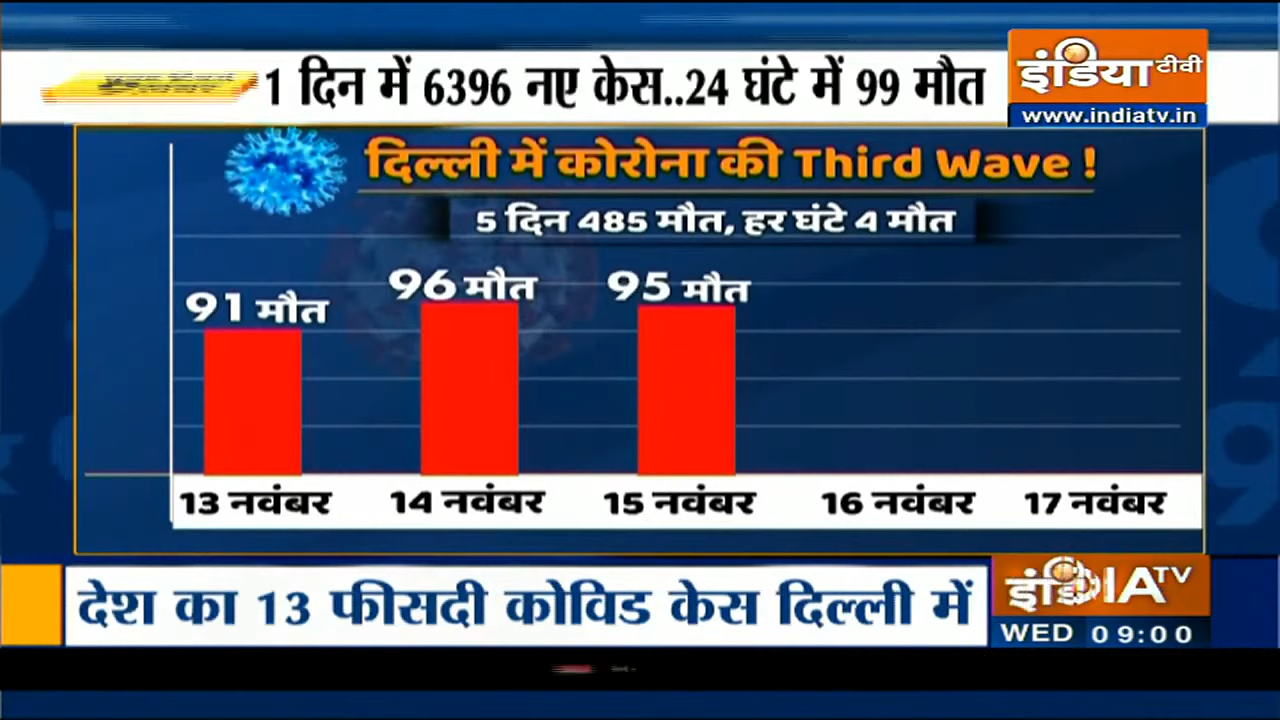 1 दिन में 6396 नए केस..24 घंटे में 99 मौत
इंडिया टीवी
www.indiatv.in
दिल्ली में कोरोना की Third Wave !
5 दिन 485 मौत, हर घंटे 4 मौत
91 मौत
96 मौत
95 मौत
13 नवंबर 14 नवंबर 15 नवंबर 16 नवंबर 17 नवंबर
देश का 13 फीसदी कोविड केस दिल्ली में
TV
WED 09:00